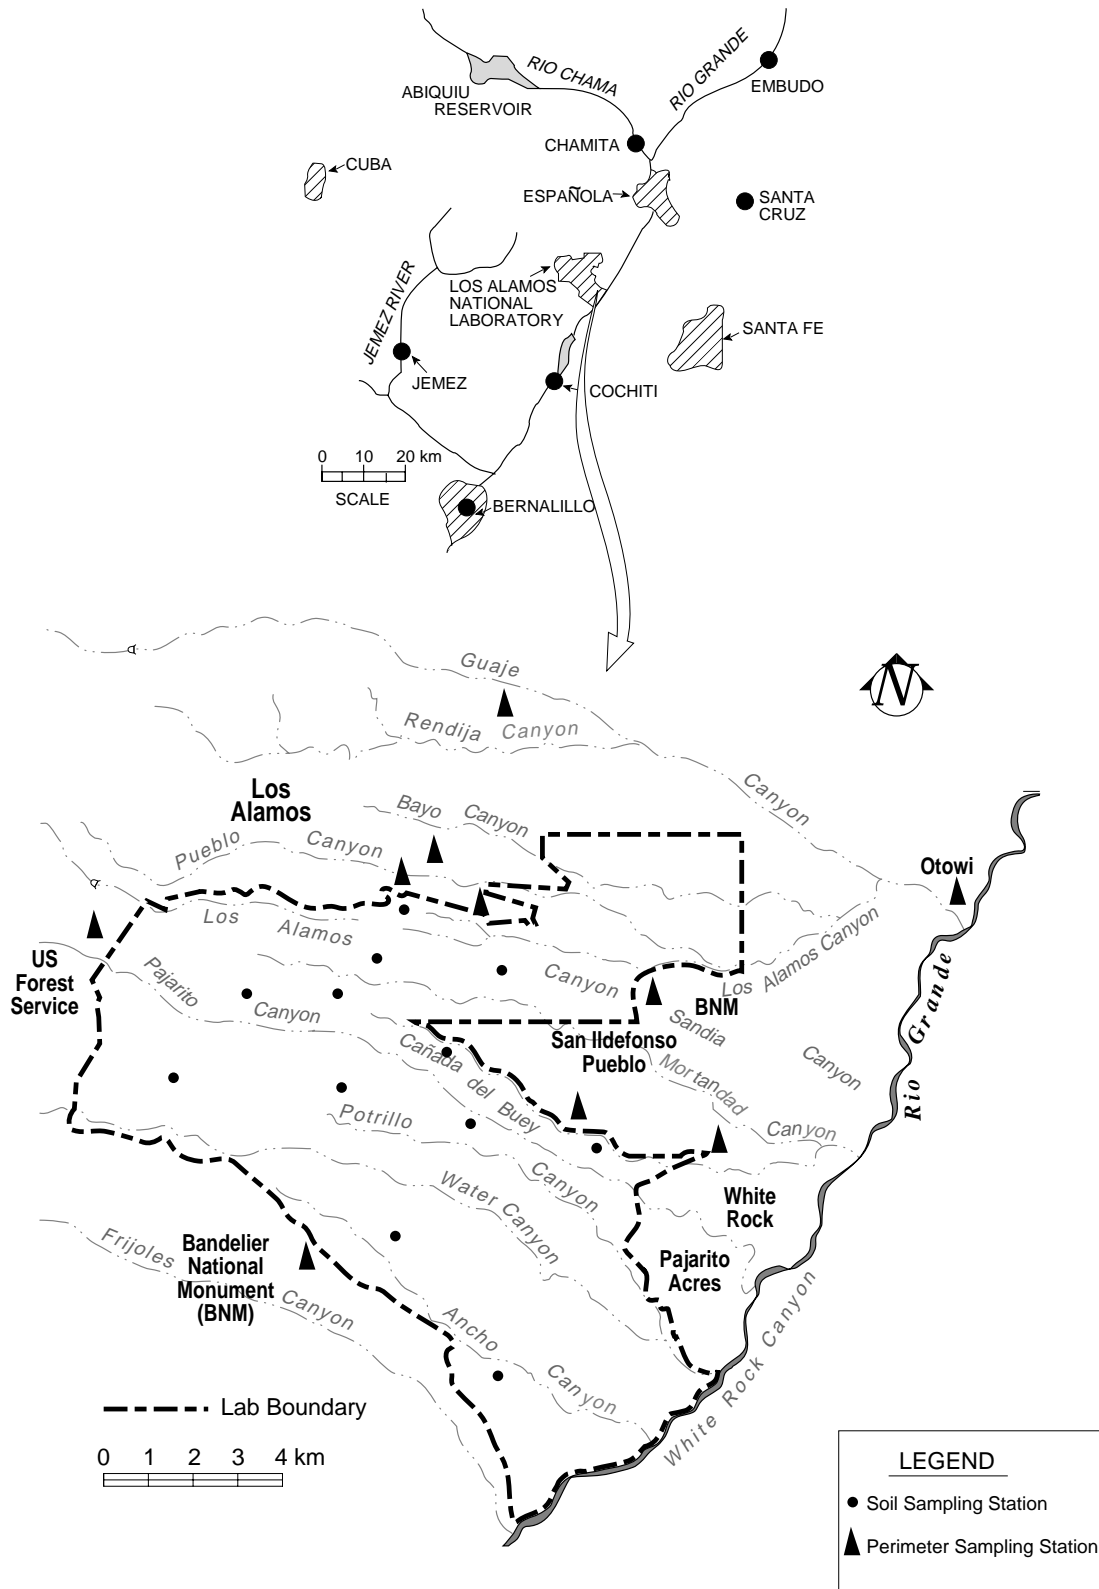 RIO CHAMA
RIO GRANDE
EMBUDO
ABIQUIU
RESERVOIR
CHAMITA
CUBA
ESPAÑOLA
SANTA
CRUZ
JEMEZ RIVER
LOS ALAMOS
NATIONAL
LABORATORY
SANTA FE
JEMEZ
COCHITI
0 10 20 km
SCALE
BERNALILLO
Guaje
N
Rendija Canyon
Canyon
Los
Alamos
Bayo Canyon
Pueblo Canyon
Otowi
Los Alamos
Canyon
Los Alamos Canyon
US
Forest
Service
Pajarito
Canyon
BNM
Sandia
Canyon
San Ildefonso
Pueblo
Rio Grande
Cañada del Buey
Mortandad
Canyon
Potrillo
Canyon
Water Canyon
White
Rock
Frijoles
Canyon
Bandelier
National
Monument
(BNM)
Pajarito
Acres
Ancho
Canyon
White Rock Canyon
Lab Boundary
0 1 2 3 4 km
LEGEND
Soil Sampling Station
Perimeter Sampling Station